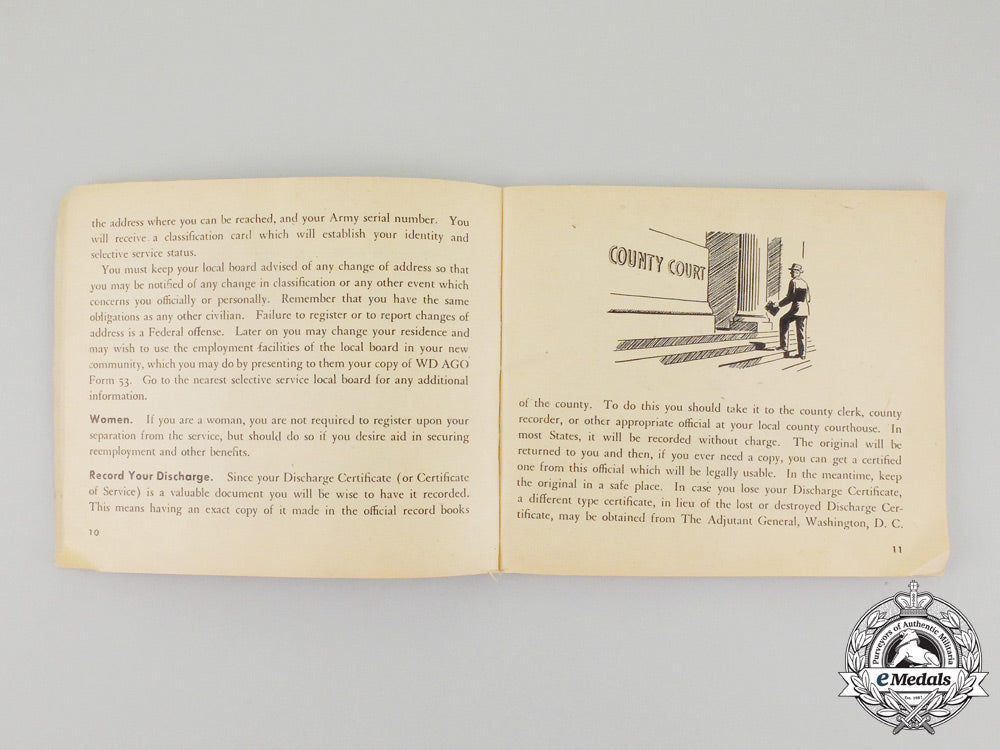 the address where you can be reached, and your Army serial number. You
will receive a classification card which will establish your identity and
selective service status.
You must keep your local board advised of any change of address so that
you may be notified of any change in classification or any other event which
concerns you officially or personally. Remember that you have the same
obligations as any other civilian. Failure to register or to report changes of
address is a Federal offense. Later on you may change your residence and
may wish to use the employment facilities of the local board in your new
community, which you may do by presenting to them your copy of WD AGO
Form 53. Go to the nearest selective service local board for any additional
information.
Women. If you are a woman, you are not required to register upon your
separation from the service, but should do so if you desire aid in securing
reemployment and other benefits.
Record Your Discharge. Since your Discharge Certificate (or Certificate
of Service) is a valuable document you will be wise to have it recorded.
This means having an exact copy of it made in the official record books
10
COUNTY COURT
of the county. To do this you should take it to the county clerk, county
recorder, or other appropriate official at your local county courthouse. In
most States, it will be recorded without charge. The original will be
returned to you and then, if you ever need a copy, you can get a certified
one from this official which will be legally usable. In the meantime, keep
the original in a safe place. In case you lose your Discharge Certificate,
a different type certificate, in lieu of the lost or destroyed Discharge Cer-
tificate, may be obtained from The Adjutant General, Washington, D. C.
11
Purveyors of Authentic Militaria
eMedals
Est. 1987